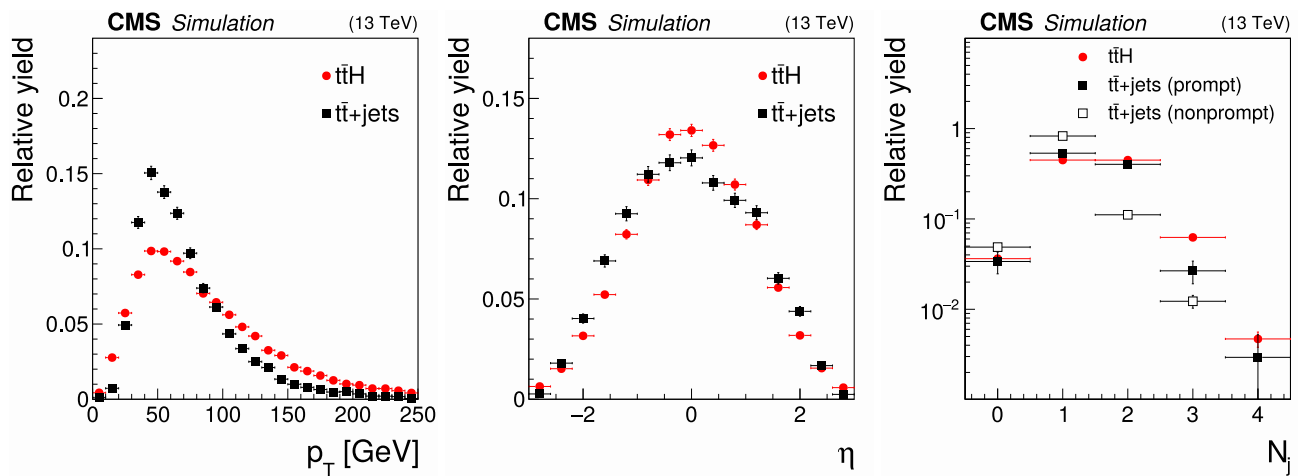 CMS Simulation (13 TeV)
Relative yield
0.2
0.15
0.1
0.05
0
tt̄H
tt̄+jets
0 50 100 150 200 250
p_T [GeV]
CMS Simulation (13 TeV)
Relative yield
0.15
0.1
0.05
0
tt̄H
tt̄+jets
−2 0 2
η
CMS Simulation (13 TeV)
Relative yield
1
10⁻¹
10⁻²
tt̄H
tt̄+jets (prompt)
tt̄+jets (nonprompt)
0 1 2 3 4
N_j